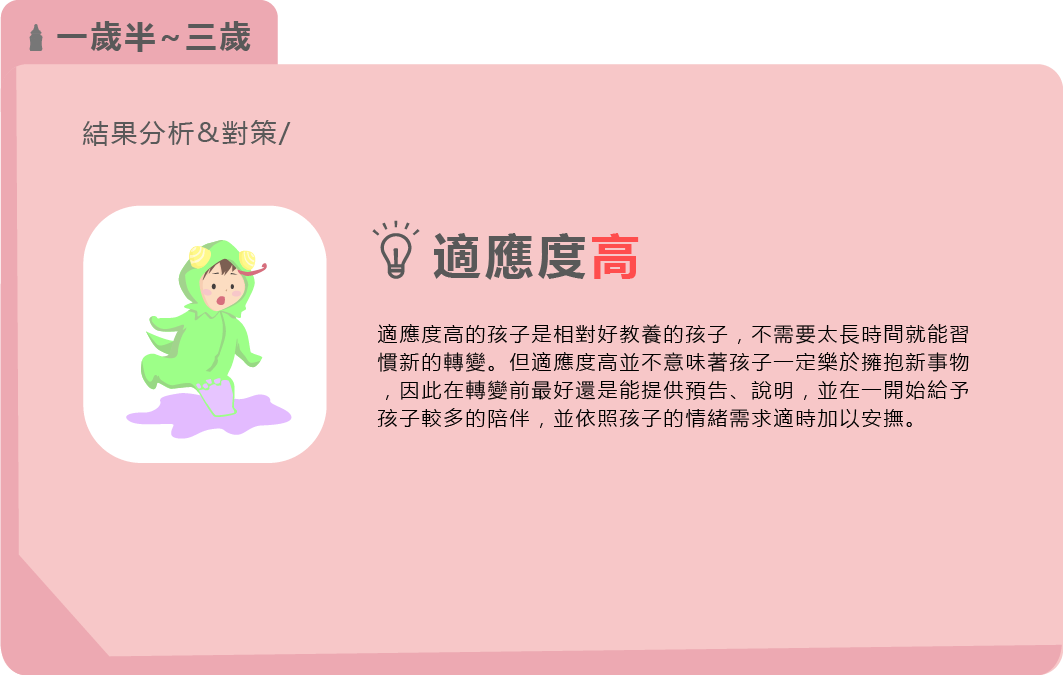 一歲半~三歲
結果分析&對策/
適應度高
適應度高的孩子是相對好教養的孩子，不需要太長時間就能習
慣新的轉變。但適應度高並不意味著孩子一定樂於擁抱新事物
，因此在轉變前最好還是能提供預告、說明，並在一開始給予
孩子較多的陪伴，並依照孩子的情緒需求適時加以安撫。